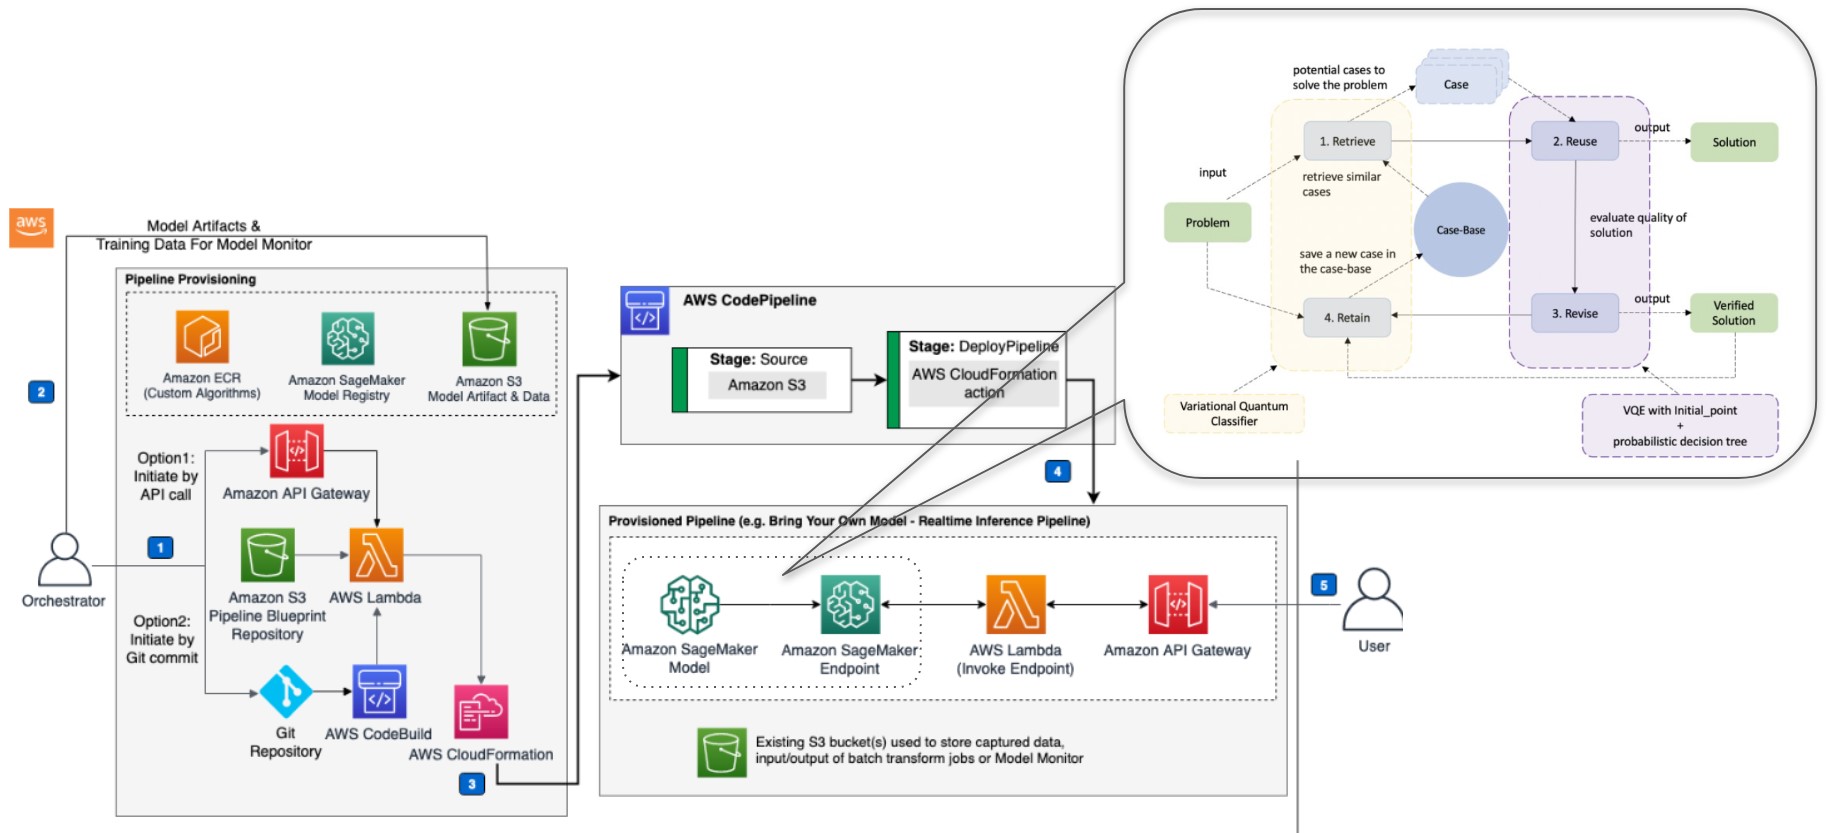 aws
Model Artifacts &
Training Data For Model Monitor
Pipeline Provisioning
Amazon ECR
(Custom Algorithms)
Amazon SageMaker
Model Registry
Amazon S3
Model Artifact & Data
2
Option1:
Initiate by
API call
Amazon API Gateway
1
Orchestrator
Amazon S3
Pipeline Blueprint
Repository
AWS Lambda
Option2:
Initiate by
Git commit
Git
Repository
AWS CodeBuild
AWS CloudFormation
3
AWS CodePipeline
Stage: Source
Amazon S3
Stage: DeployPipeline
AWS CloudFormation
action
4
Provisioned Pipeline (e.g. Bring Your Own Model - Realtime Inference Pipeline)
Amazon SageMaker
Model
Amazon SageMaker
Endpoint
AWS Lambda
(Invoke Endpoint)
Amazon API Gateway
5
User
Existing S3 bucket(s) used to store captured data,
input/output of batch transform jobs or Model Monitor
potential cases to
solve the problem
Case
1. Retrieve
2. Reuse
output
Solution
input
retrieve similar
cases
Problem
Case-Base
evaluate quality of
solution
save a new case in
the case-base
4. Retain
3. Revise
output
Verified
Solution
Variational Quantum
Classifier
VQE with Initial_point
+
probabilistic decision tree